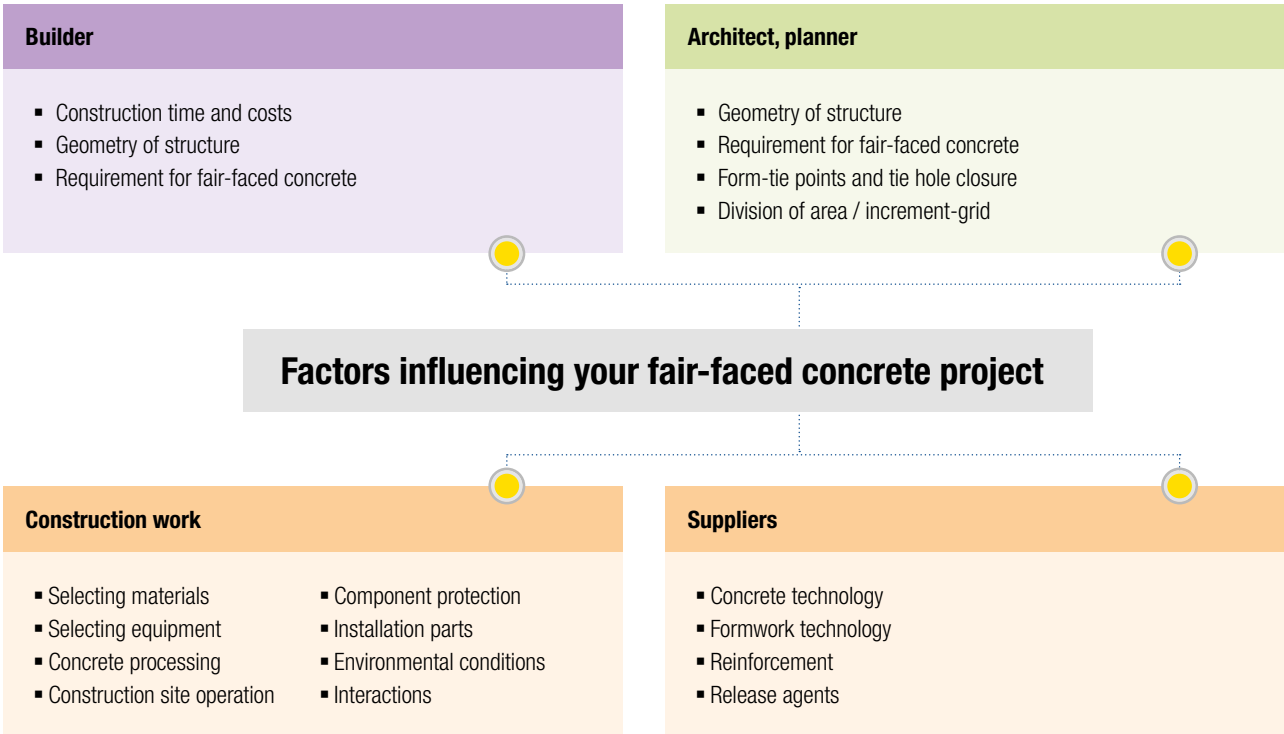 Builder
▪ Construction time and costs
▪ Geometry of structure
▪ Requirement for fair-faced concrete
Architect, planner
▪ Geometry of structure
▪ Requirement for fair-faced concrete
▪ Form-tie points and tie hole closure
▪ Division of area / increment-grid
Factors influencing your fair-faced concrete project
Construction work
▪ Selecting materials
▪ Selecting equipment
▪ Concrete processing
▪ Construction site operation
▪ Component protection
▪ Installation parts
▪ Environmental conditions
▪ Interactions
Suppliers
▪ Concrete technology
▪ Formwork technology
▪ Reinforcement
▪ Release agents